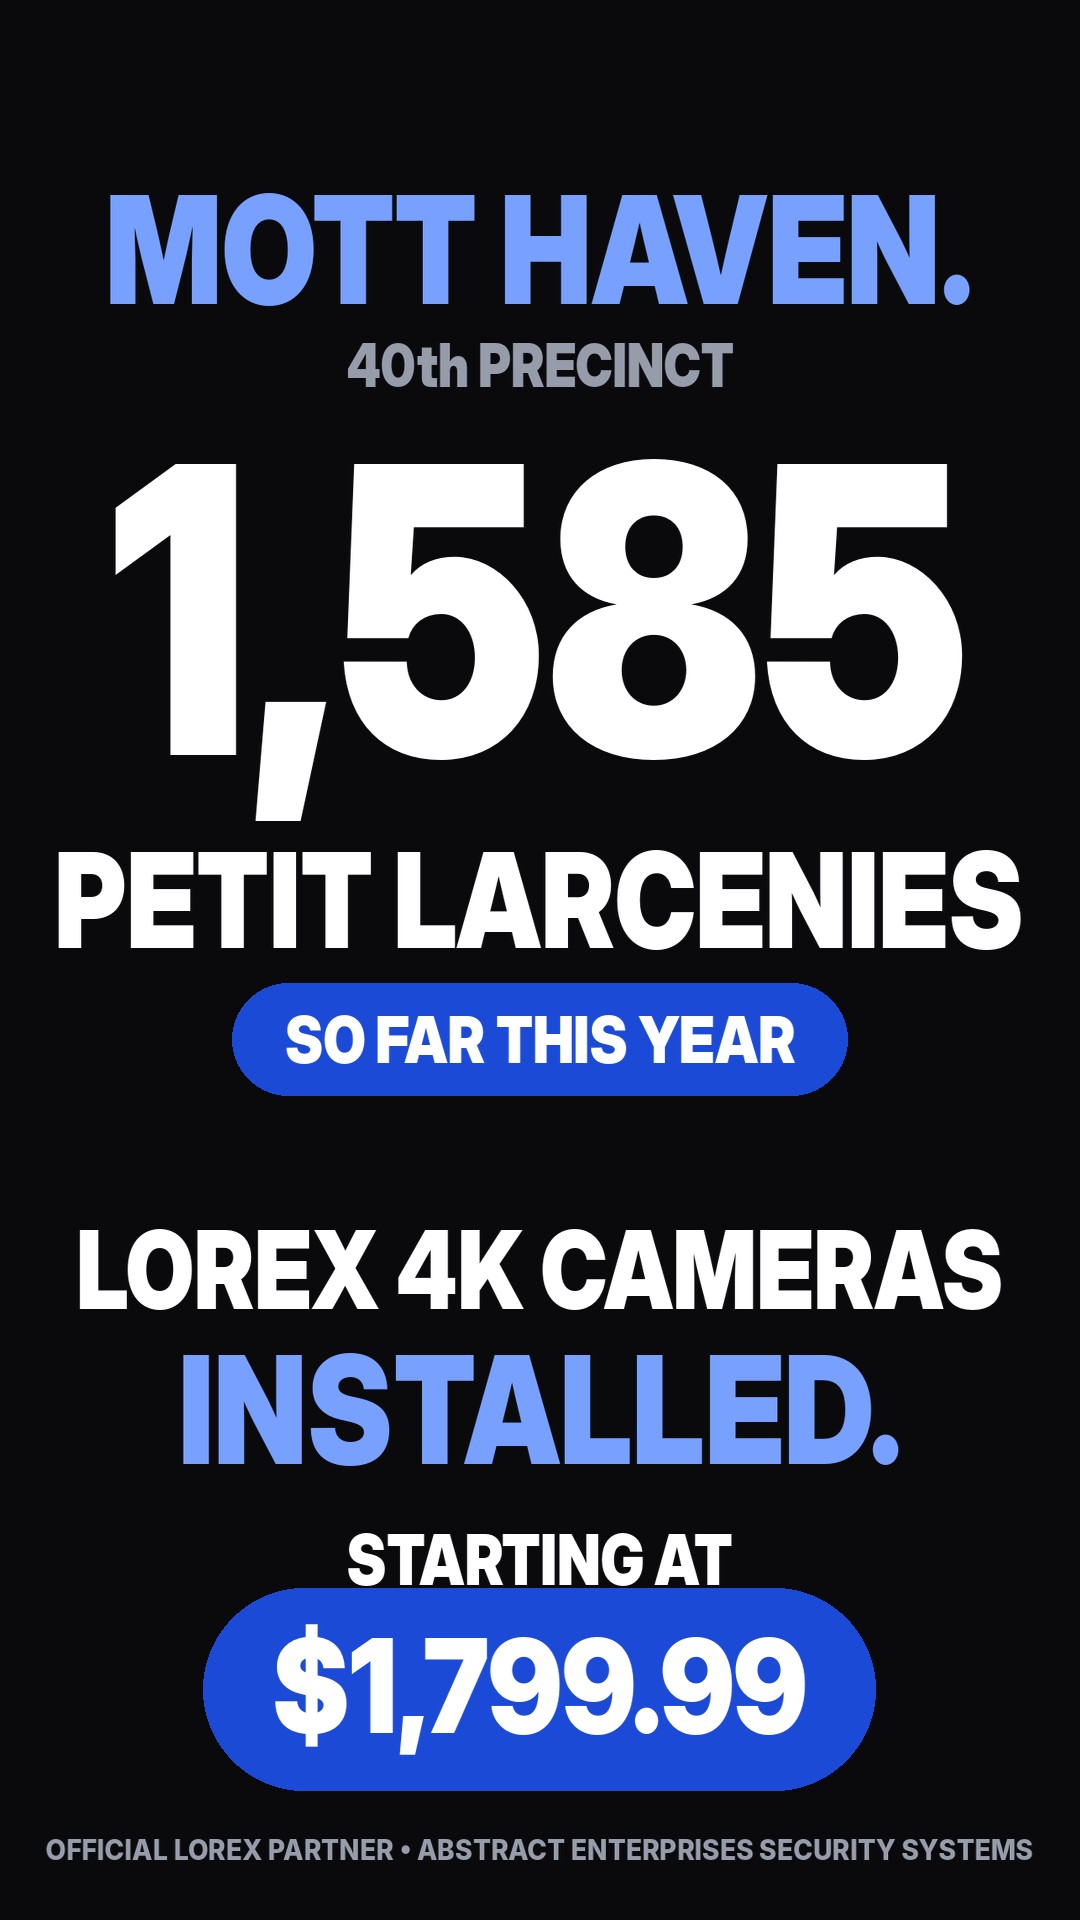 MOTT HAVEN.
40th PRECINCT
1,585
PETIT LARCENIES
SO FAR THIS YEAR
LOREX 4K CAMERAS
INSTALLED.
STARTING AT
$1,799.99
OFFICIAL LOREX PARTNER • ABSTRACT ENTERPRISES SECURITY SYSTEMS